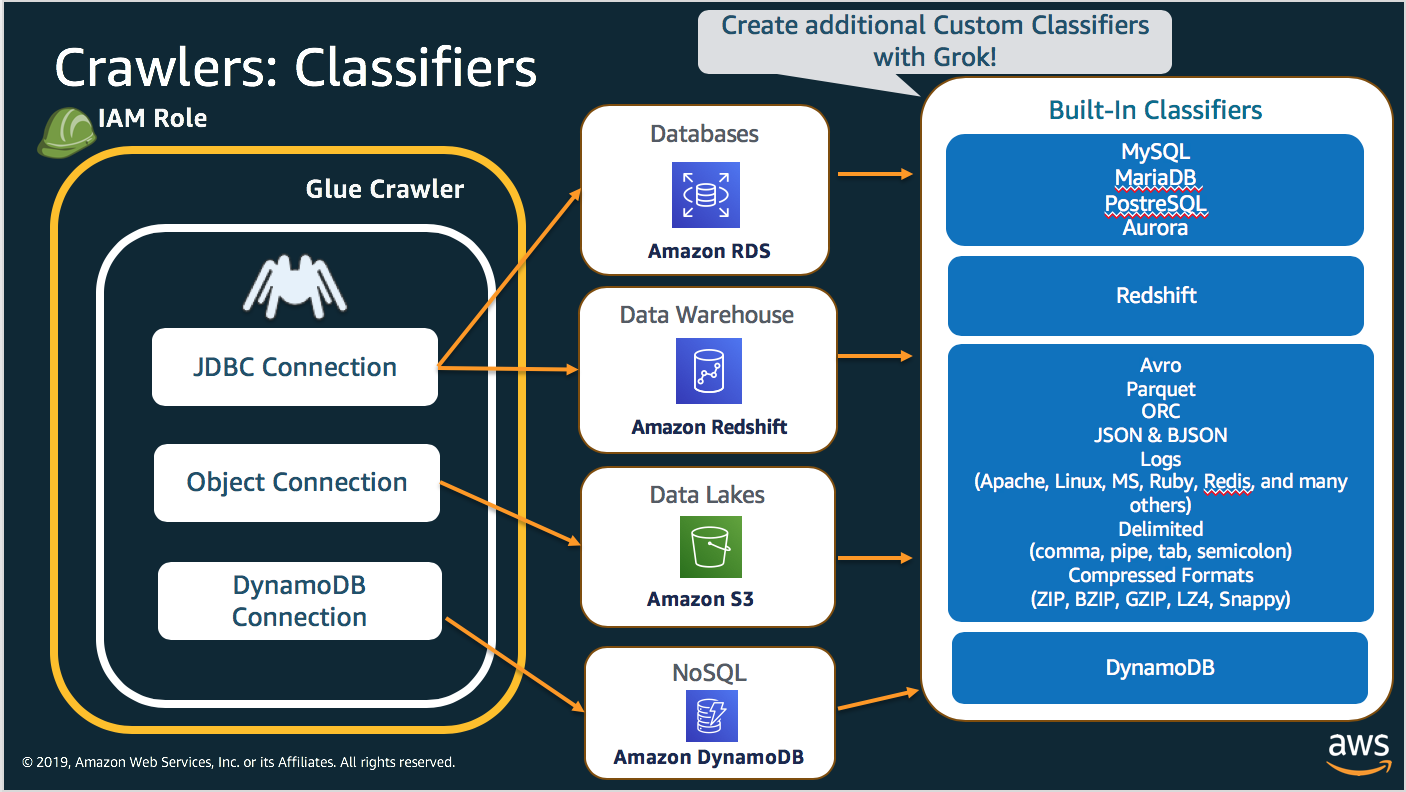 Create additional Custom Classifiers
with Grok!
Crawlers: Classifiers
IAM Role
Glue Crawler
JDBC Connection
Object Connection
DynamoDB
Connection
Databases
Amazon RDS
Data Warehouse
Amazon Redshift
Data Lakes
Amazon S3
NoSQL
Amazon DynamoDB
Built-In Classifiers
MySQL
MariaDB
PostreSQL
Aurora
Redshift
Avro
Parquet
ORC
JSON & BJSON
Logs
(Apache, Linux, MS, Ruby, Redis, and many
others)
Delimited
(comma, pipe, tab, semicolon)
Compressed Formats
(ZIP, BZIP, GZIP, LZ4, Snappy)
DynamoDB
© 2019, Amazon Web Services, Inc. or its Affiliates. All rights reserved.
aws